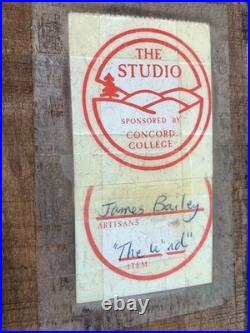 THE
STUDIO
SPONSORED BY
CONCORD
COLLEGE
James Bailey
ARTISANS
"The Wind"
ITEM